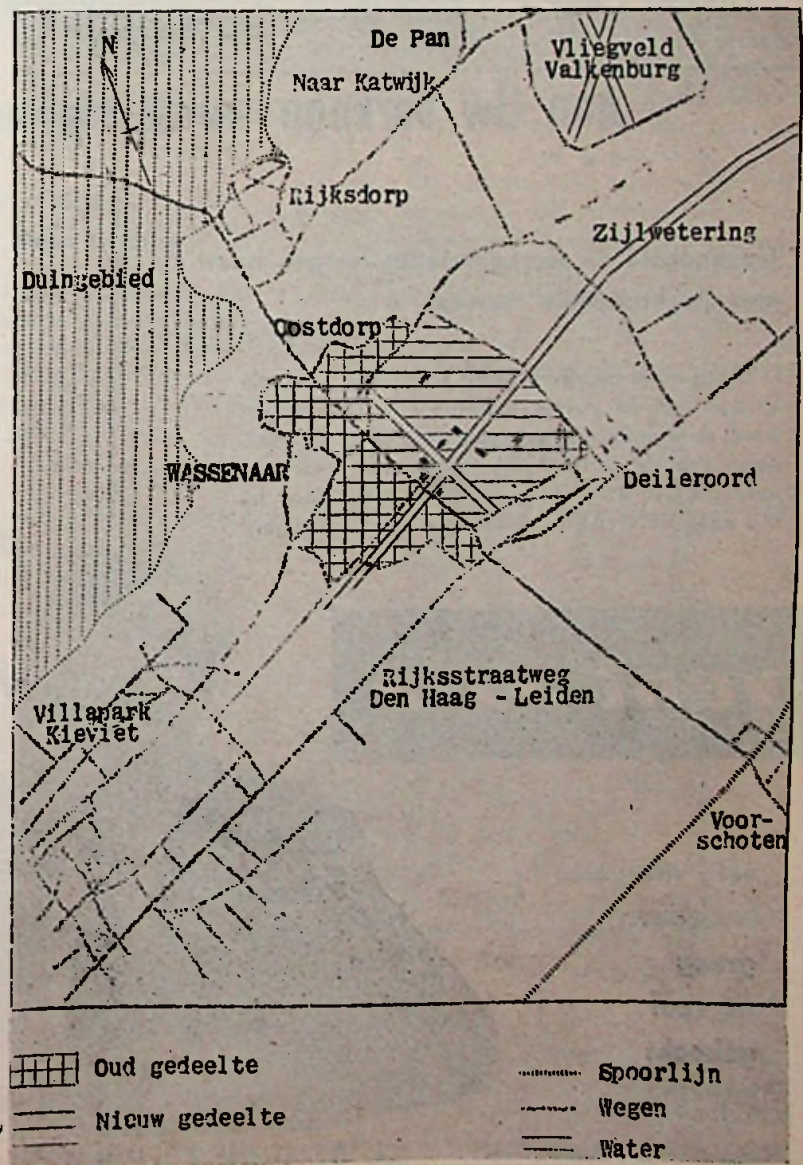 N
De Pan
Vliegveld
Valkenburg
Naar Katwijk
Rijksdorp
Zijlwetering
Duingebied
Oostdorp
WASSENAAR
Deileroord
Rijksstraatweg
Den Haag - Leiden
Villapark
Kieviet
Voor-
schoten
Oud gedeelte
Spoorlijn
Nieuw gedeelte
Wegen
Water